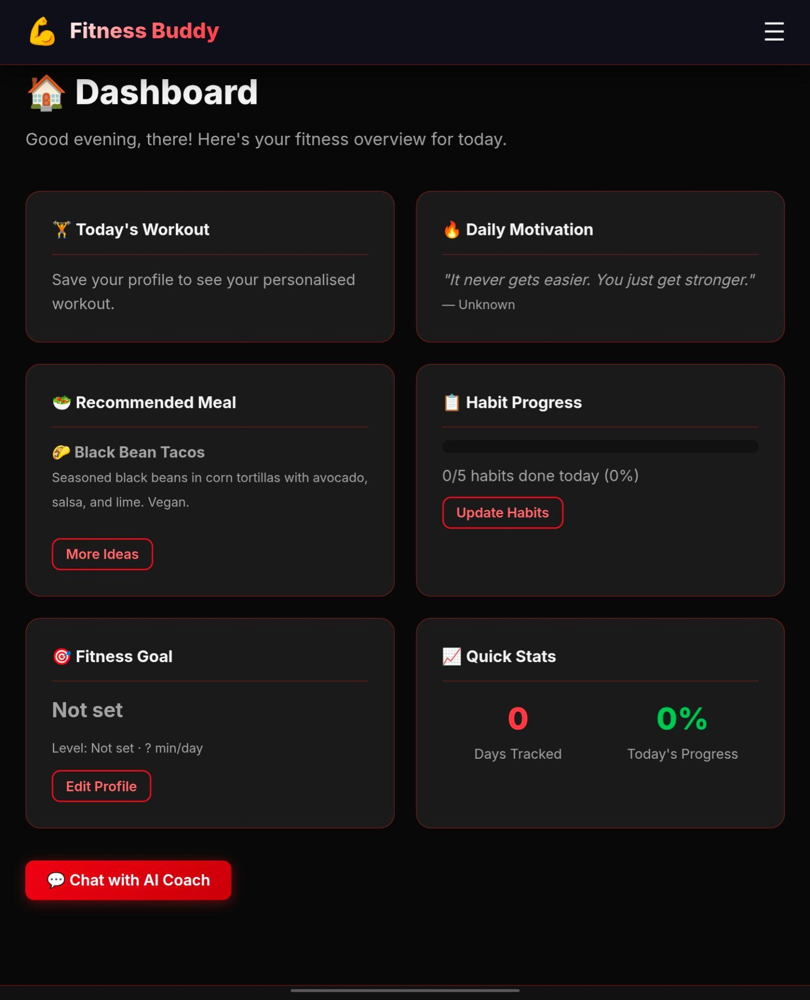 Fitness Buddy
Dashboard
Good evening, there! Here's your fitness overview for today.
Today's Workout
Save your profile to see your personalised
workout.
Daily Motivation
"It never gets easier. You just get stronger."
— Unknown
Recommended Meal
Black Bean Tacos
Seasoned black beans in corn tortillas with avocado,
salsa, and lime. Vegan.
More Ideas
Habit Progress
0/5 habits done today (0%)
Update Habits
Fitness Goal
Not set
Level: Not set · ? min/day
Edit Profile
Quick Stats
0
Days Tracked
0%
Today's Progress
Chat with AI Coach